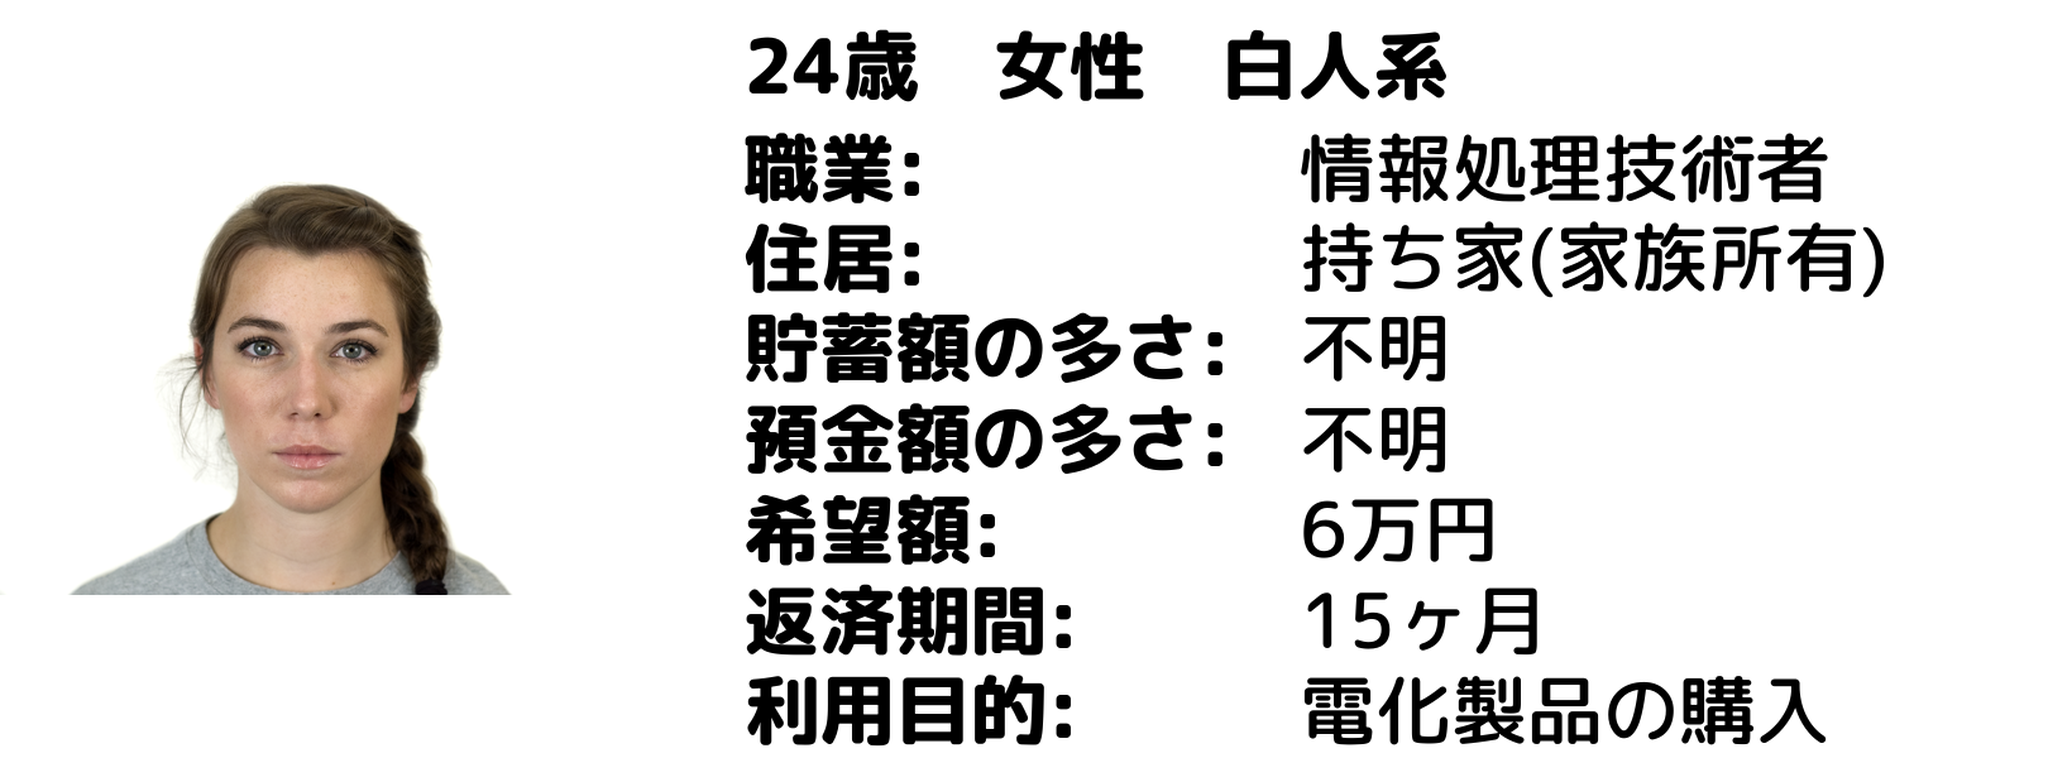 24歳　女性　白人系
職業: 情報処理技術者
住居: 持ち家(家族所有)
貯蓄額の多さ: 不明
預金額の多さ: 不明
希望額: 6万円
返済期間: 15ヶ月
利用目的: 電化製品の購入